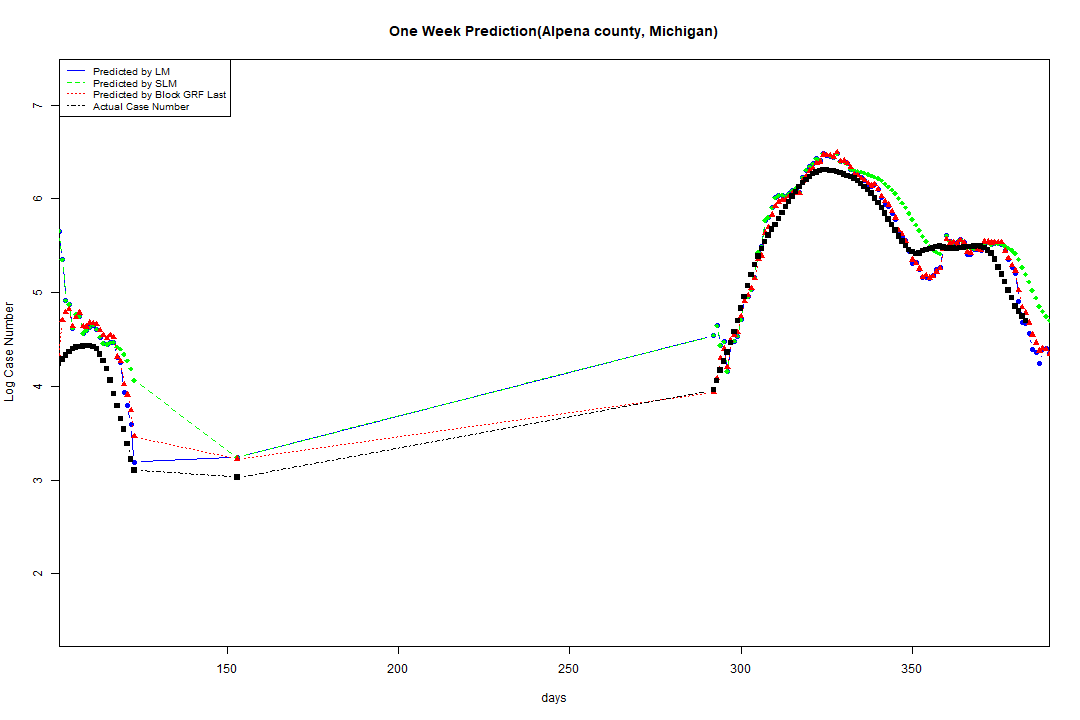 One Week Prediction(Alpena county, Michigan)
Predicted by LM
Predicted by SLM
Predicted by Block GRF Last
Actual Case Number
Log Case Number
7
6
5
4
3
2
150 200 250 300 350
days